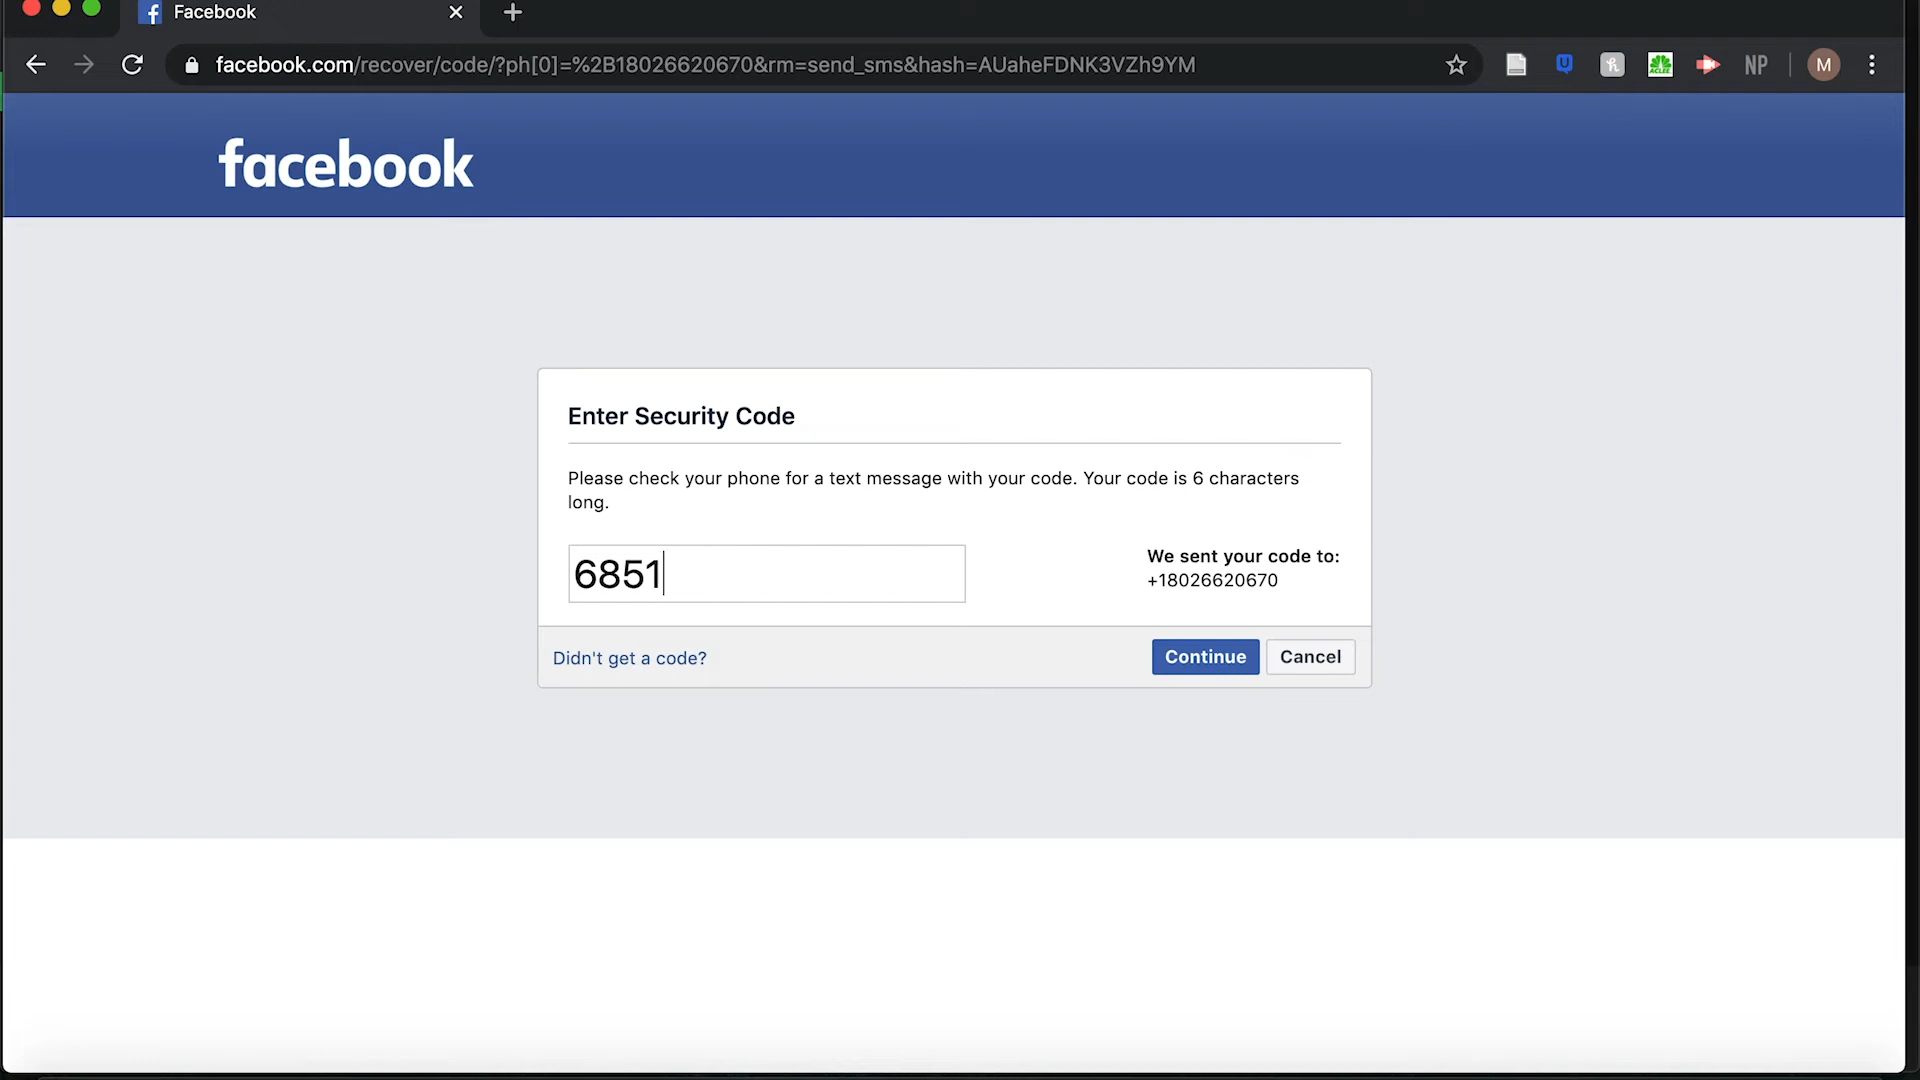 Facebook
facebook.com/recover/code/?ph[0]=%2B18026620670&rm=send_sms&hash=AUaheFDNK3VZh9YM
NP
M
facebook
Enter Security Code
Please check your phone for a text message with your code. Your code is 6 characters
long.
6851
We sent your code to:
+18026620670
Didn't get a code?
Continue
Cancel